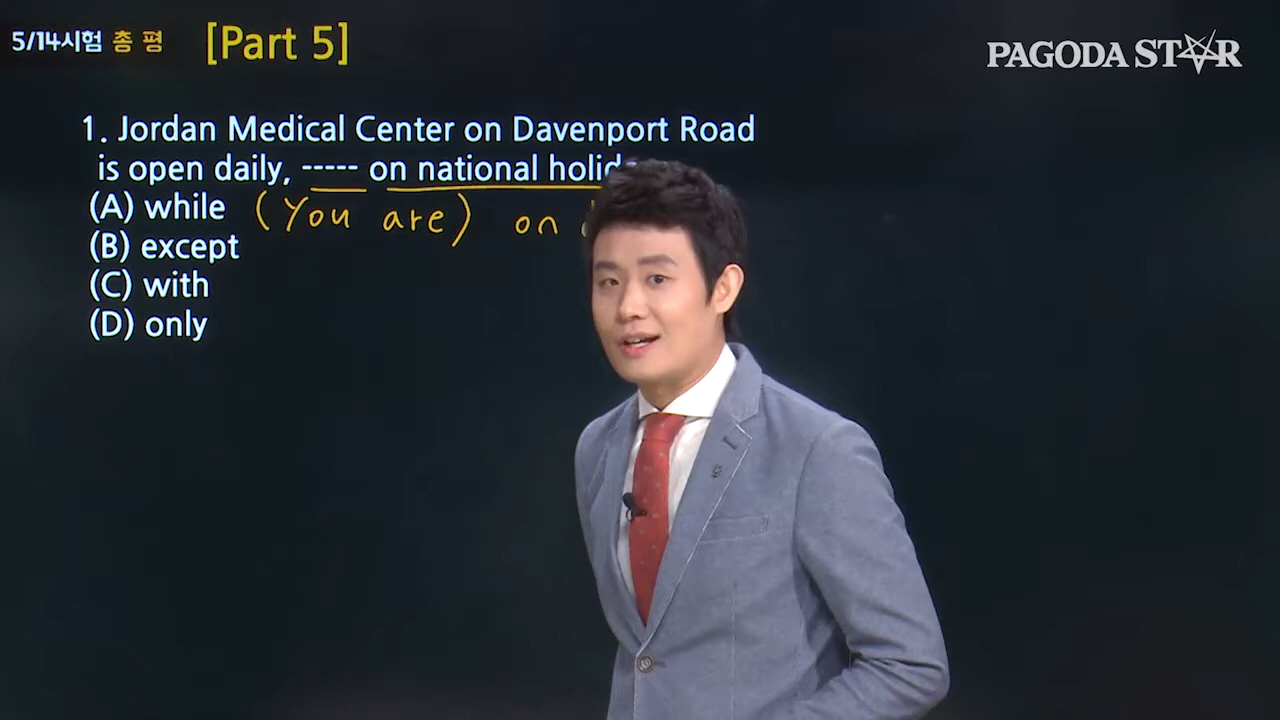 5/14시험 총 평 [Part 5]
PAGODA STAR
1. Jordan Medical Center on Davenport Road
is open daily, ----- on national
(A) while (You are) on
(B) except
(C) with
(D) only